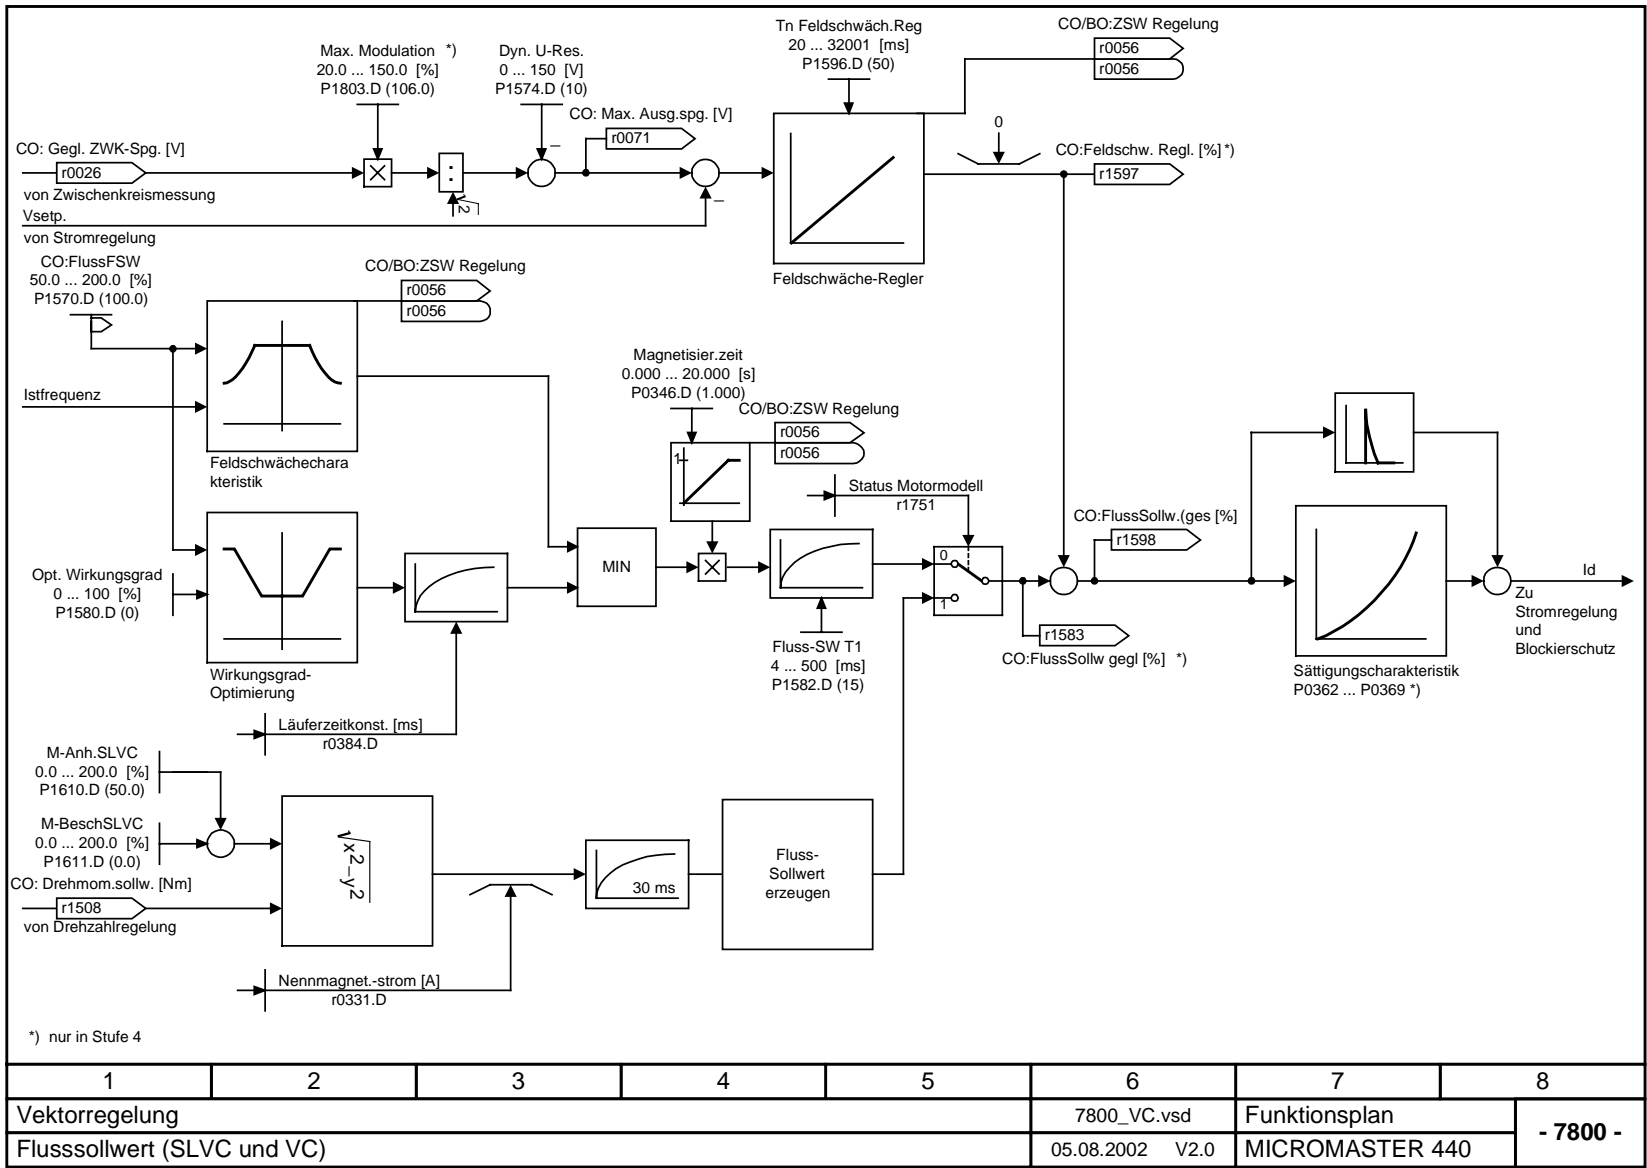 Max. Modulation *)
20.0 ... 150.0 [%]
P1803.D (106.0)
Dyn. U-Res.
0 ... 150 [V]
P1574.D (10)
CO: Max. Ausg.spg. [V]
r0071
Tn Feldschwäch.Reg
20 ... 32001 [ms]
P1596.D (50)
CO/BO:ZSW Regelung
r0056
r0056
CO: Gegl. ZWK-Spg. [V]
r0026
von Zwischenkreismessung
×
:
√2
–
–
Vsetp.
von Stromregelung
0
CO:Feldschw. Regl. [%] *)
r1597
Feldschwäche-Regler
CO:FlussFSW
50.0 ... 200.0 [%]
P1570.D (100.0)
CO/BO:ZSW Regelung
r0056
r0056
Istfrequenz
Feldschwächechara
kteristik
Magnetisier.zeit
0.000 ... 20.000 [s]
P0346.D (1.000)
CO/BO:ZSW Regelung
r0056
r0056
1
Status Motormodell
r1751
CO:FlussSollw.(ges [%]
r1598
Opt. Wirkungsgrad
0 ... 100 [%]
P1580.D (0)
Wirkungsgrad-
Optimierung
MIN
×
0
1
Fluss-SW T1
4 ... 500 [ms]
P1582.D (15)
r1583
CO:FlussSollw gegl [%] *)
Sättigungscharakteristik
P0362 ... P0369 *)
Id
Zu
Stromregelung
und
Blockierschutz
Läuferzeitkonst. [ms]
r0384.D
M-Anh.SLVC
0.0 ... 200.0 [%]
P1610.D (50.0)
M-BeschSLVC
0.0 ... 200.0 [%]
P1611.D (0.0)
CO: Drehmom.sollw. [Nm]
r1508
von Drehzahlregelung
√x²–y²
30 ms
Fluss-
Sollwert
erzeugen
Nennmagnet.-strom [A]
r0331.D
*) nur in Stufe 4
1 2 3 4 5 6 7 8
Vektorregelung 7800_VC.vsd Funktionsplan
- 7800 -
Flusssollwert (SLVC und VC) 05.08.2002 V2.0 MICROMASTER 440